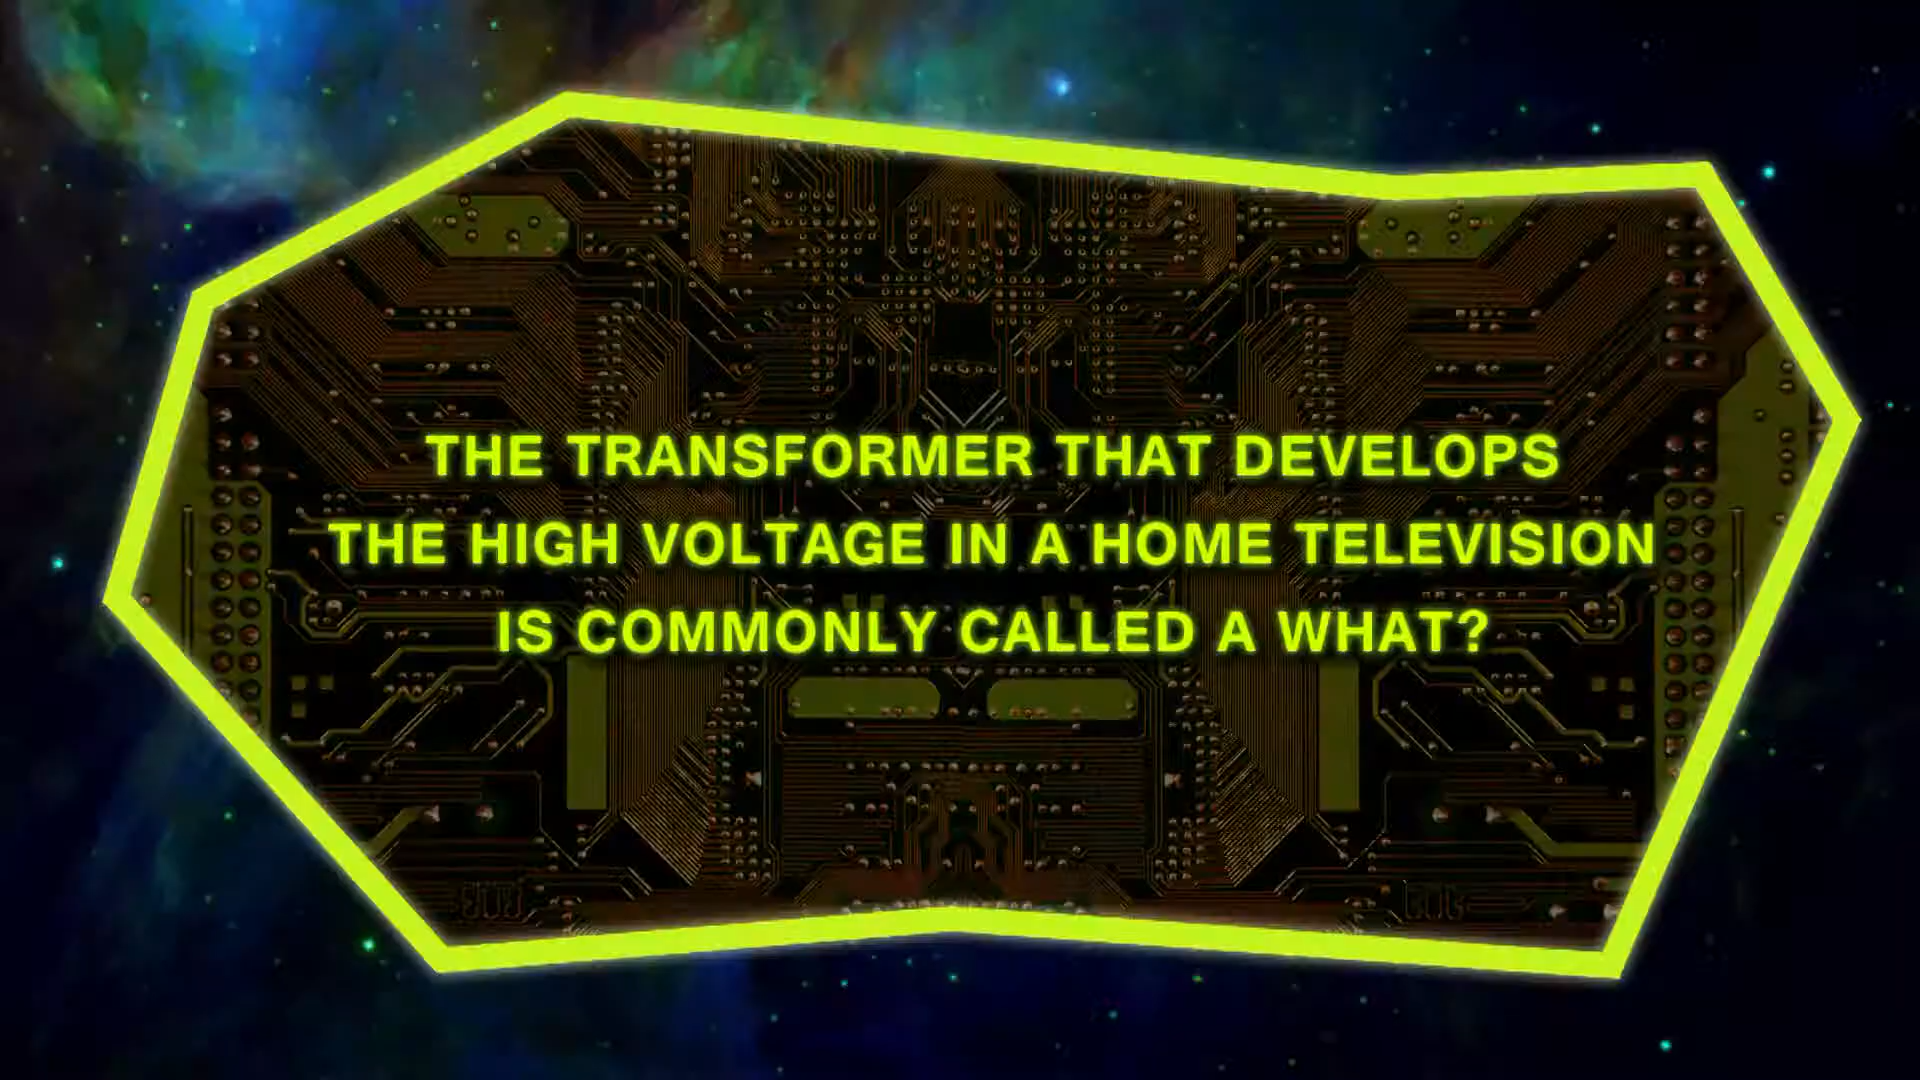 THE TRANSFORMER THAT DEVELOPS
THE HIGH VOLTAGE IN A HOME TELEVISION
IS COMMONLY CALLED A WHAT?